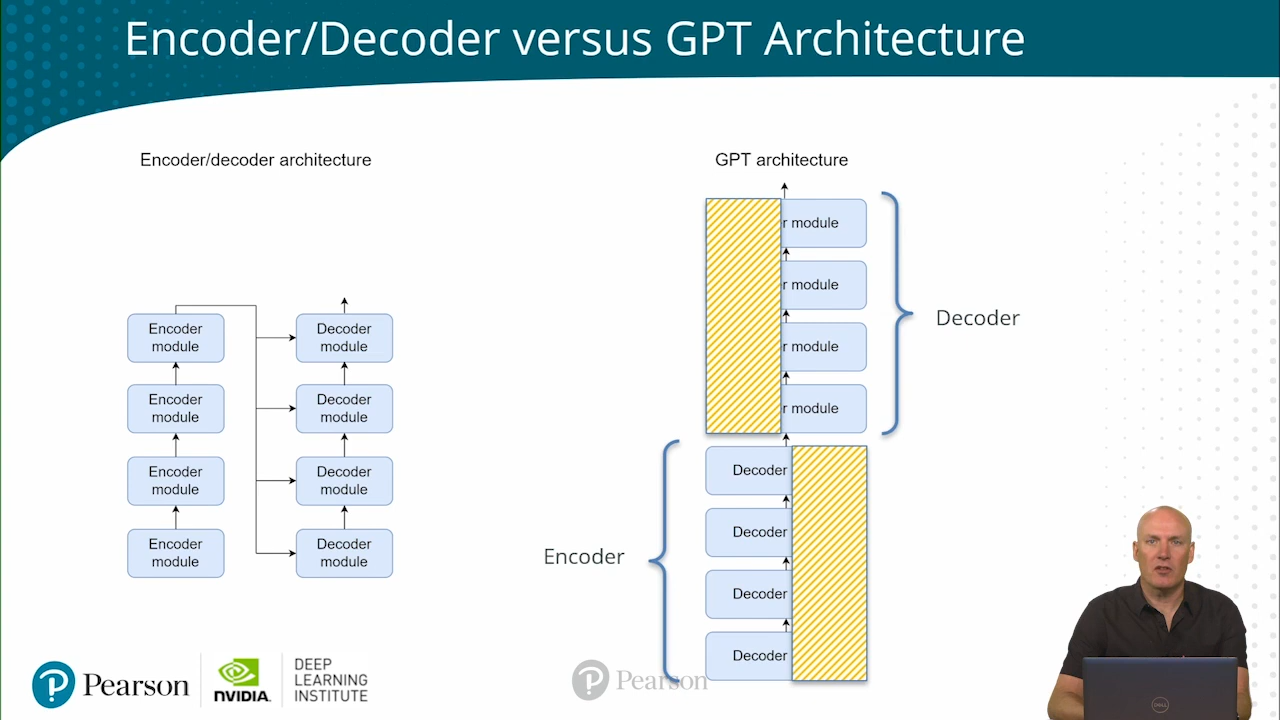 Encoder/Decoder versus GPT Architecture
Encoder/decoder architecture
Encoder
module
Encoder
module
Encoder
module
Encoder
module
Decoder
module
Decoder
module
Decoder
module
Decoder
module
GPT architecture
r module
r module
r module
r module
Decoder
Decoder
Decoder
Decoder
Decoder
Encoder
Pearson
NVIDIA.
DEEP
LEARNING
INSTITUTE
Pearson
DELL